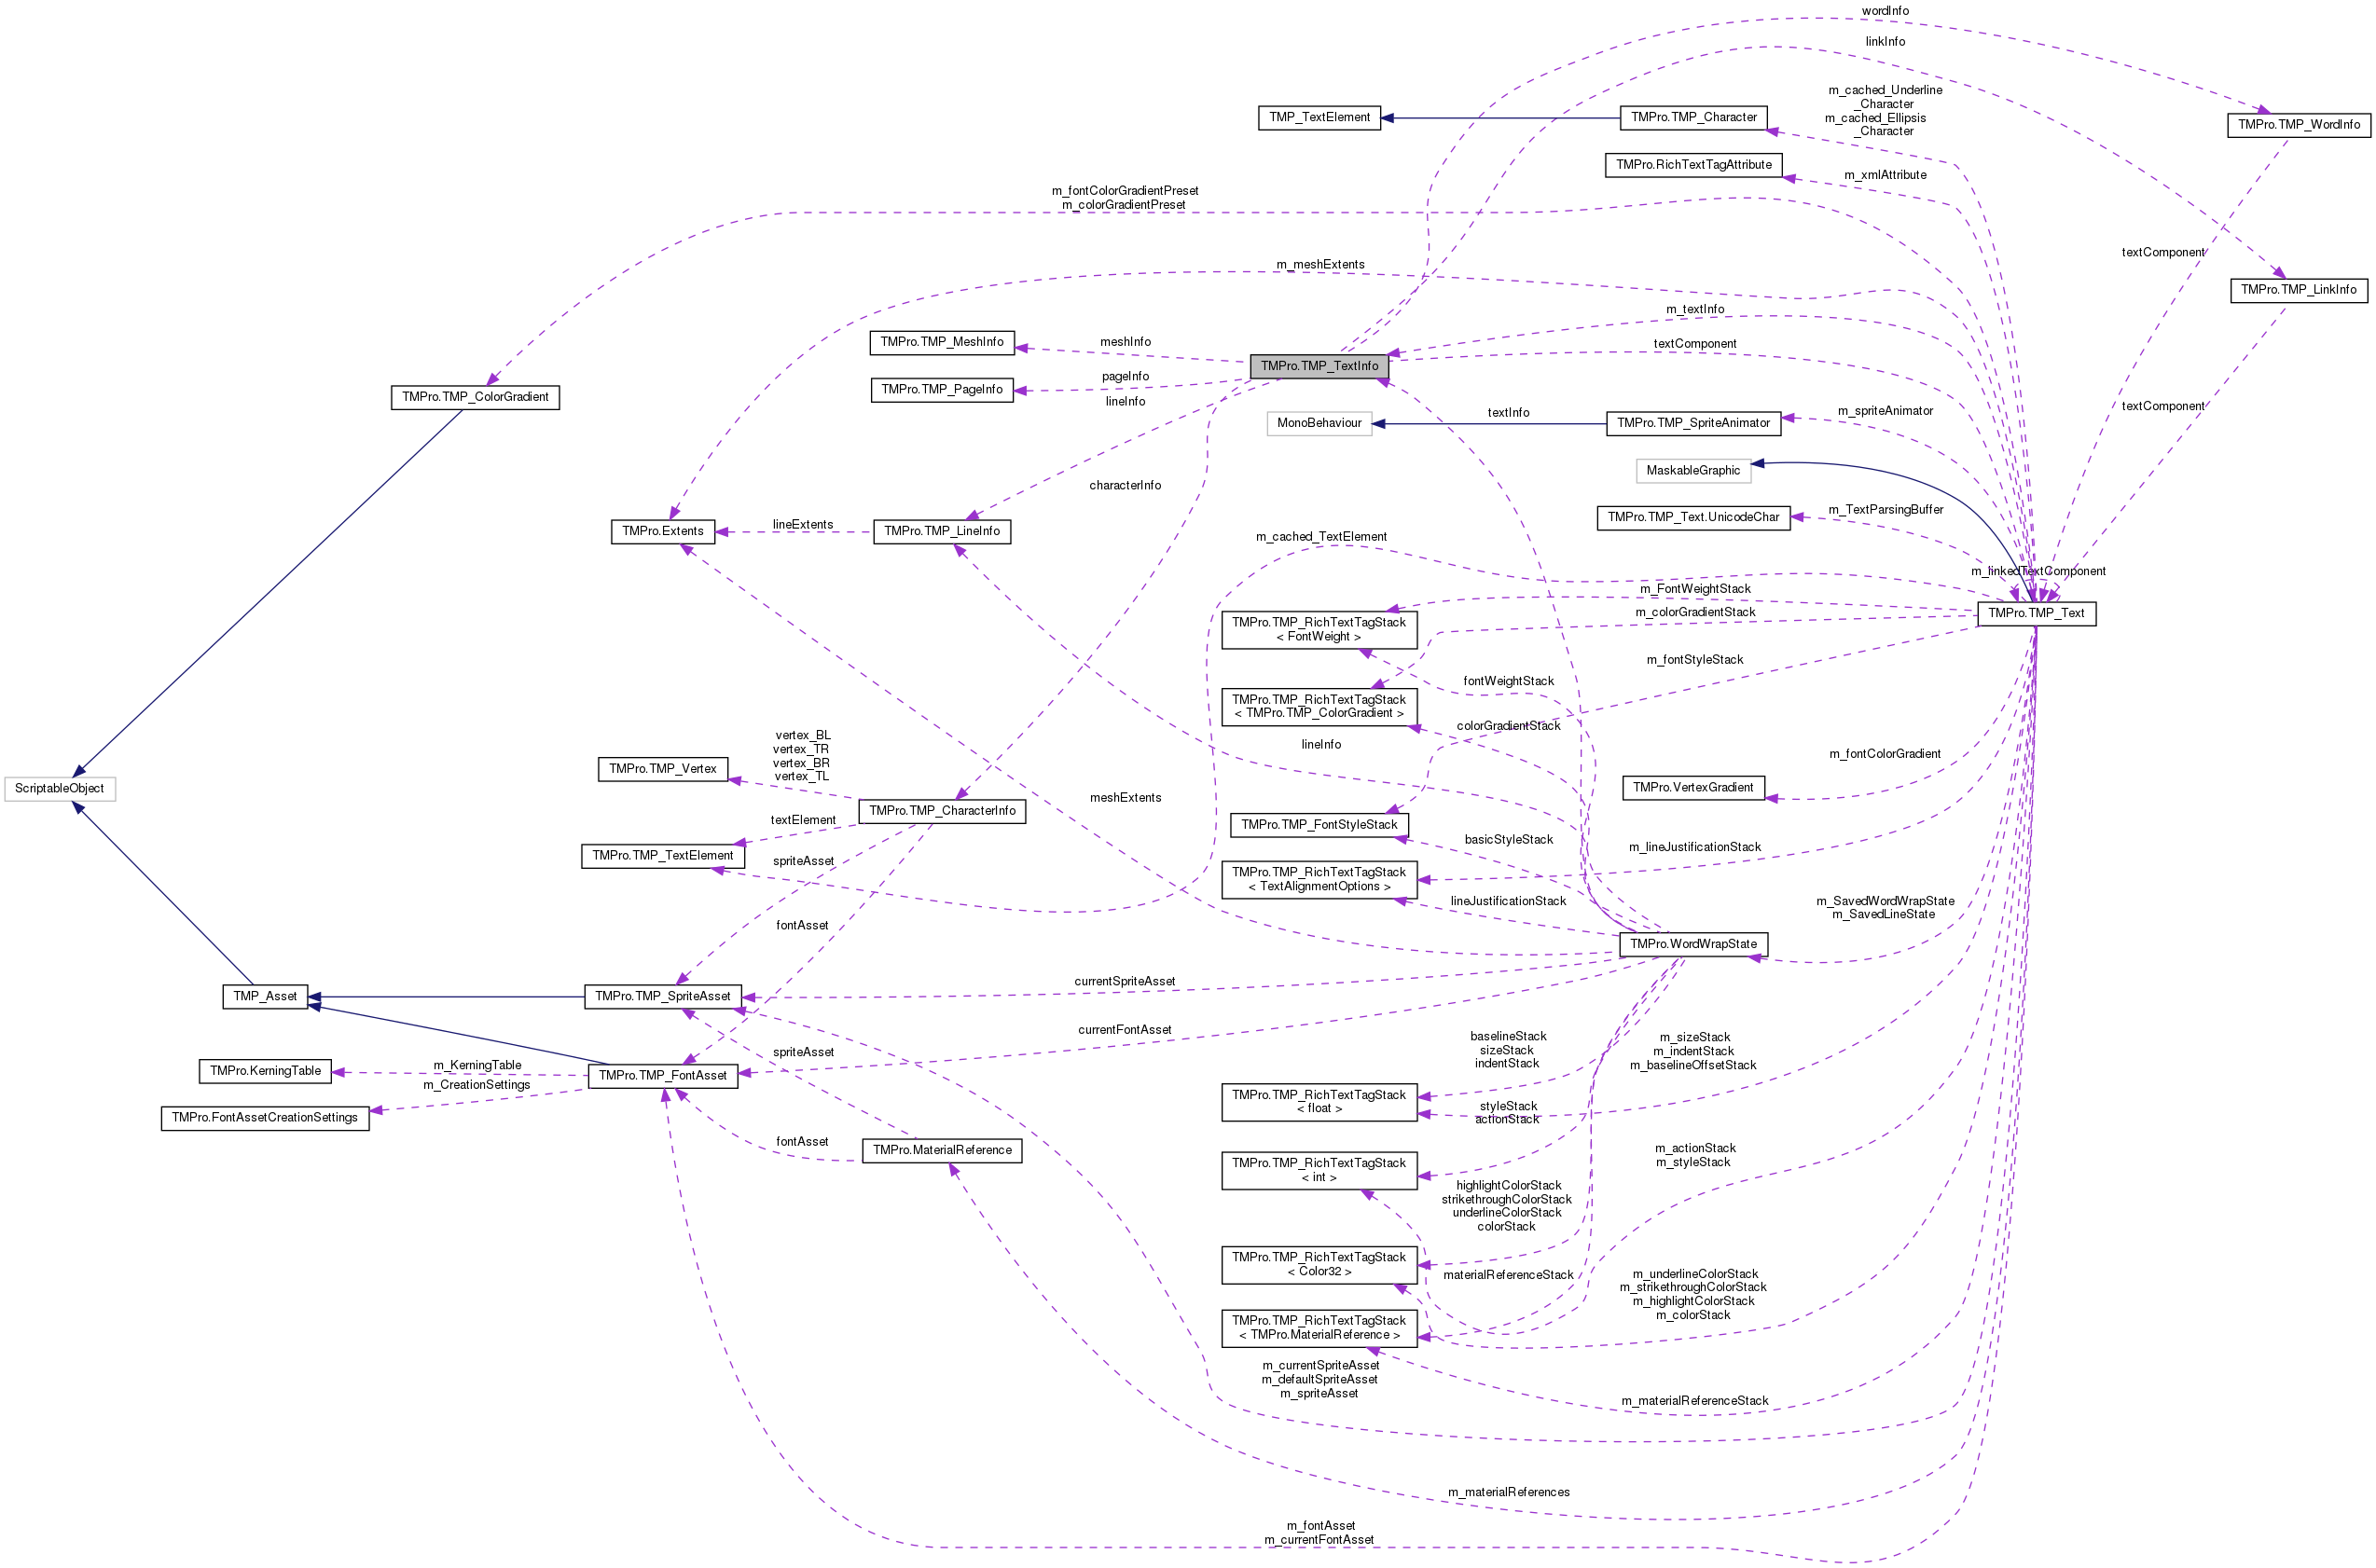 wordInfo
linkInfo
m_cached_Underline
_Character
m_cached_Ellipsis
_Character
TMP_TextElement
TMPro.TMP_Character
TMPro.TMP_WordInfo
TMPro.RichTextTagAttribute
m_xmlAttribute
m_fontColorGradientPreset
m_colorGradientPreset
textComponent
m_meshExtents
TMPro.TMP_LinkInfo
m_textInfo
TMPro.TMP_MeshInfo
meshInfo
textComponent
TMPro.TMP_TextInfo
pageInfo
TMPro.TMP_PageInfo
TMPro.TMP_ColorGradient
lineInfo
textInfo
m_spriteAnimator
textComponent
MonoBehaviour
TMPro.TMP_SpriteAnimator
MaskableGraphic
characterInfo
m_TextParsingBuffer
TMPro.TMP_Text.UnicodeChar
TMPro.Extents
lineExtents
TMPro.TMP_LineInfo
m_cached_TextElement
m_linkedTextComponent
m_FontWeightStack
TMPro.TMP_Text
m_colorGradientStack
TMPro.TMP_RichTextTagStack
< FontWeight >
m_fontStyleStack
fontWeightStack
TMPro.TMP_RichTextTagStack
< TMPro.TMP_ColorGradient >
colorGradientStack
vertex_BL
vertex_TR
vertex_BR
vertex_TL
lineInfo
m_fontColorGradient
TMPro.TMP_Vertex
ScriptableObject
TMPro.VertexGradient
meshExtents
TMPro.TMP_CharacterInfo
textElement
TMPro.TMP_FontStyleStack
basicStyleStack
m_lineJustificationStack
TMPro.TMP_TextElement
spriteAsset
TMPro.TMP_RichTextTagStack
< TextAlignmentOptions >
lineJustificationStack
m_SavedWordWrapState
m_SavedLineState
fontAsset
TMPro.WordWrapState
currentSpriteAsset
TMP_Asset
TMPro.TMP_SpriteAsset
currentFontAsset
baselineStack
sizeStack
indentStack
m_sizeStack
m_indentStack
m_baselineOffsetStack
spriteAsset
m_KerningTable
TMPro.KerningTable
TMPro.TMP_FontAsset
m_CreationSettings
TMPro.FontAssetCreationSettings
TMPro.TMP_RichTextTagStack
< float >
styleStack
actionStack
fontAsset
TMPro.MaterialReference
m_actionStack
m_styleStack
TMPro.TMP_RichTextTagStack
< int >
highlightColorStack
strikethroughColorStack
underlineColorStack
colorStack
TMPro.TMP_RichTextTagStack
< Color32 >
materialReferenceStack
m_underlineColorStack
m_strikethroughColorStack
m_highlightColorStack
m_colorStack
TMPro.TMP_RichTextTagStack
< TMPro.MaterialReference >
m_currentSpriteAsset
m_defaultSpriteAsset
m_spriteAsset
m_materialReferenceStack
m_materialReferences
m_fontAsset
m_currentFontAsset